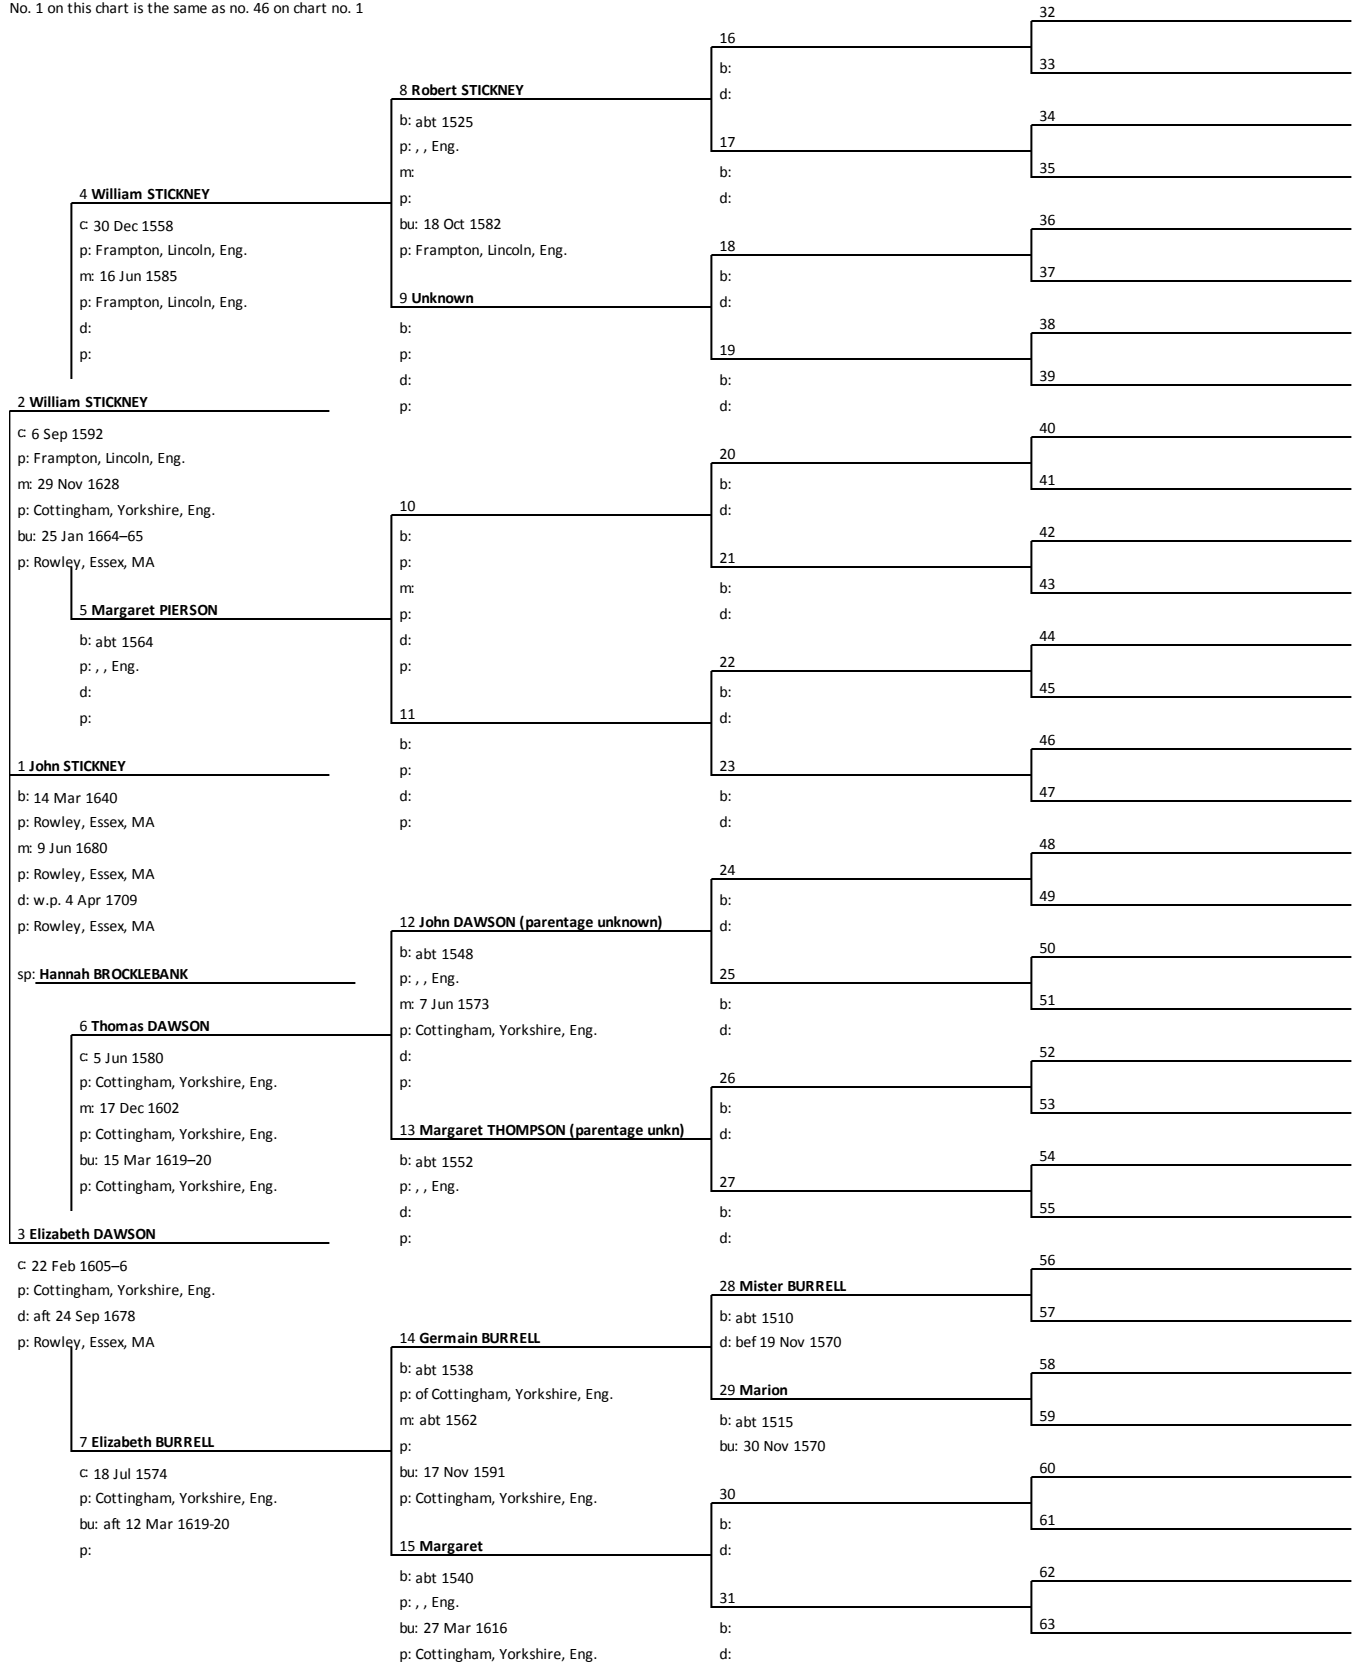 No. 1 on this chart is the same as no. 46 on chart no. 1
1 John STICKNEY
b: 14 Mar 1640
p: Rowley, Essex, MA
m: 9 Jun 1680
p: Rowley, Essex, MA
d: w.p. 4 Apr 1709
p: Rowley, Essex, MA
sp: Hannah BROCKLEBANK
2 William STICKNEY
c: 6 Sep 1592
p: Frampton, Lincoln, Eng.
m: 29 Nov 1628
p: Cottingham, Yorkshire, Eng.
bu: 25 Jan 1664–65
p: Rowley, Essex, MA
3 Elizabeth DAWSON
c: 22 Feb 1605–6
p: Cottingham, Yorkshire, Eng.
d: aft 24 Sep 1678
p: Rowley, Essex, MA
4 William STICKNEY
c: 30 Dec 1558
p: Frampton, Lincoln, Eng.
m: 16 Jun 1585
p: Frampton, Lincoln, Eng.
d:
p:
5 Margaret PIERSON
b: abt 1564
p: , , Eng.
d:
p:
6 Thomas DAWSON
c: 5 Jun 1580
p: Cottingham, Yorkshire, Eng.
m: 17 Dec 1602
p: Cottingham, Yorkshire, Eng.
bu: 15 Mar 1619–20
p: Cottingham, Yorkshire, Eng.
7 Elizabeth BURRELL
c: 18 Jul 1574
p: Cottingham, Yorkshire, Eng.
bu: aft 12 Mar 1619-20
p:
8 Robert STICKNEY
b: abt 1525
p: , , Eng.
m:
p:
bu: 18 Oct 1582
p: Frampton, Lincoln, Eng.
9 Unknown
b:
p:
d:
p:
10
b:
p:
m:
p:
d:
p:
11
b:
p:
d:
p:
12 John DAWSON (parentage unknown)
b: abt 1548
p: , , Eng.
m: 7 Jun 1573
p: Cottingham, Yorkshire, Eng.
d:
p:
13 Margaret THOMPSON (parentage unkn)
b: abt 1552
p: , , Eng.
d:
p:
14 Germain BURRELL
b: abt 1538
p: of Cottingham, Yorkshire, Eng.
m: abt 1562
p:
bu: 17 Nov 1591
p: Cottingham, Yorkshire, Eng.
15 Margaret
b: abt 1540
p: , , Eng.
bu: 27 Mar 1616
p: Cottingham, Yorkshire, Eng.
16
b:
d:
17
b:
d:
18
b:
d:
19
b:
d:
20
b:
d:
21
b:
d:
22
b:
d:
23
b:
d:
24
b:
d:
25
b:
d:
26
b:
d:
27
b:
d:
28 Mister BURRELL
b: abt 1510
d: bef 19 Nov 1570
29 Marion
b: abt 1515
bu: 30 Nov 1570
30
b:
d:
31
b:
d:
32
33
34
35
36
37
38
39
40
41
42
43
44
45
46
47
48
49
50
51
52
53
54
55
56
57
58
59
60
61
62
63